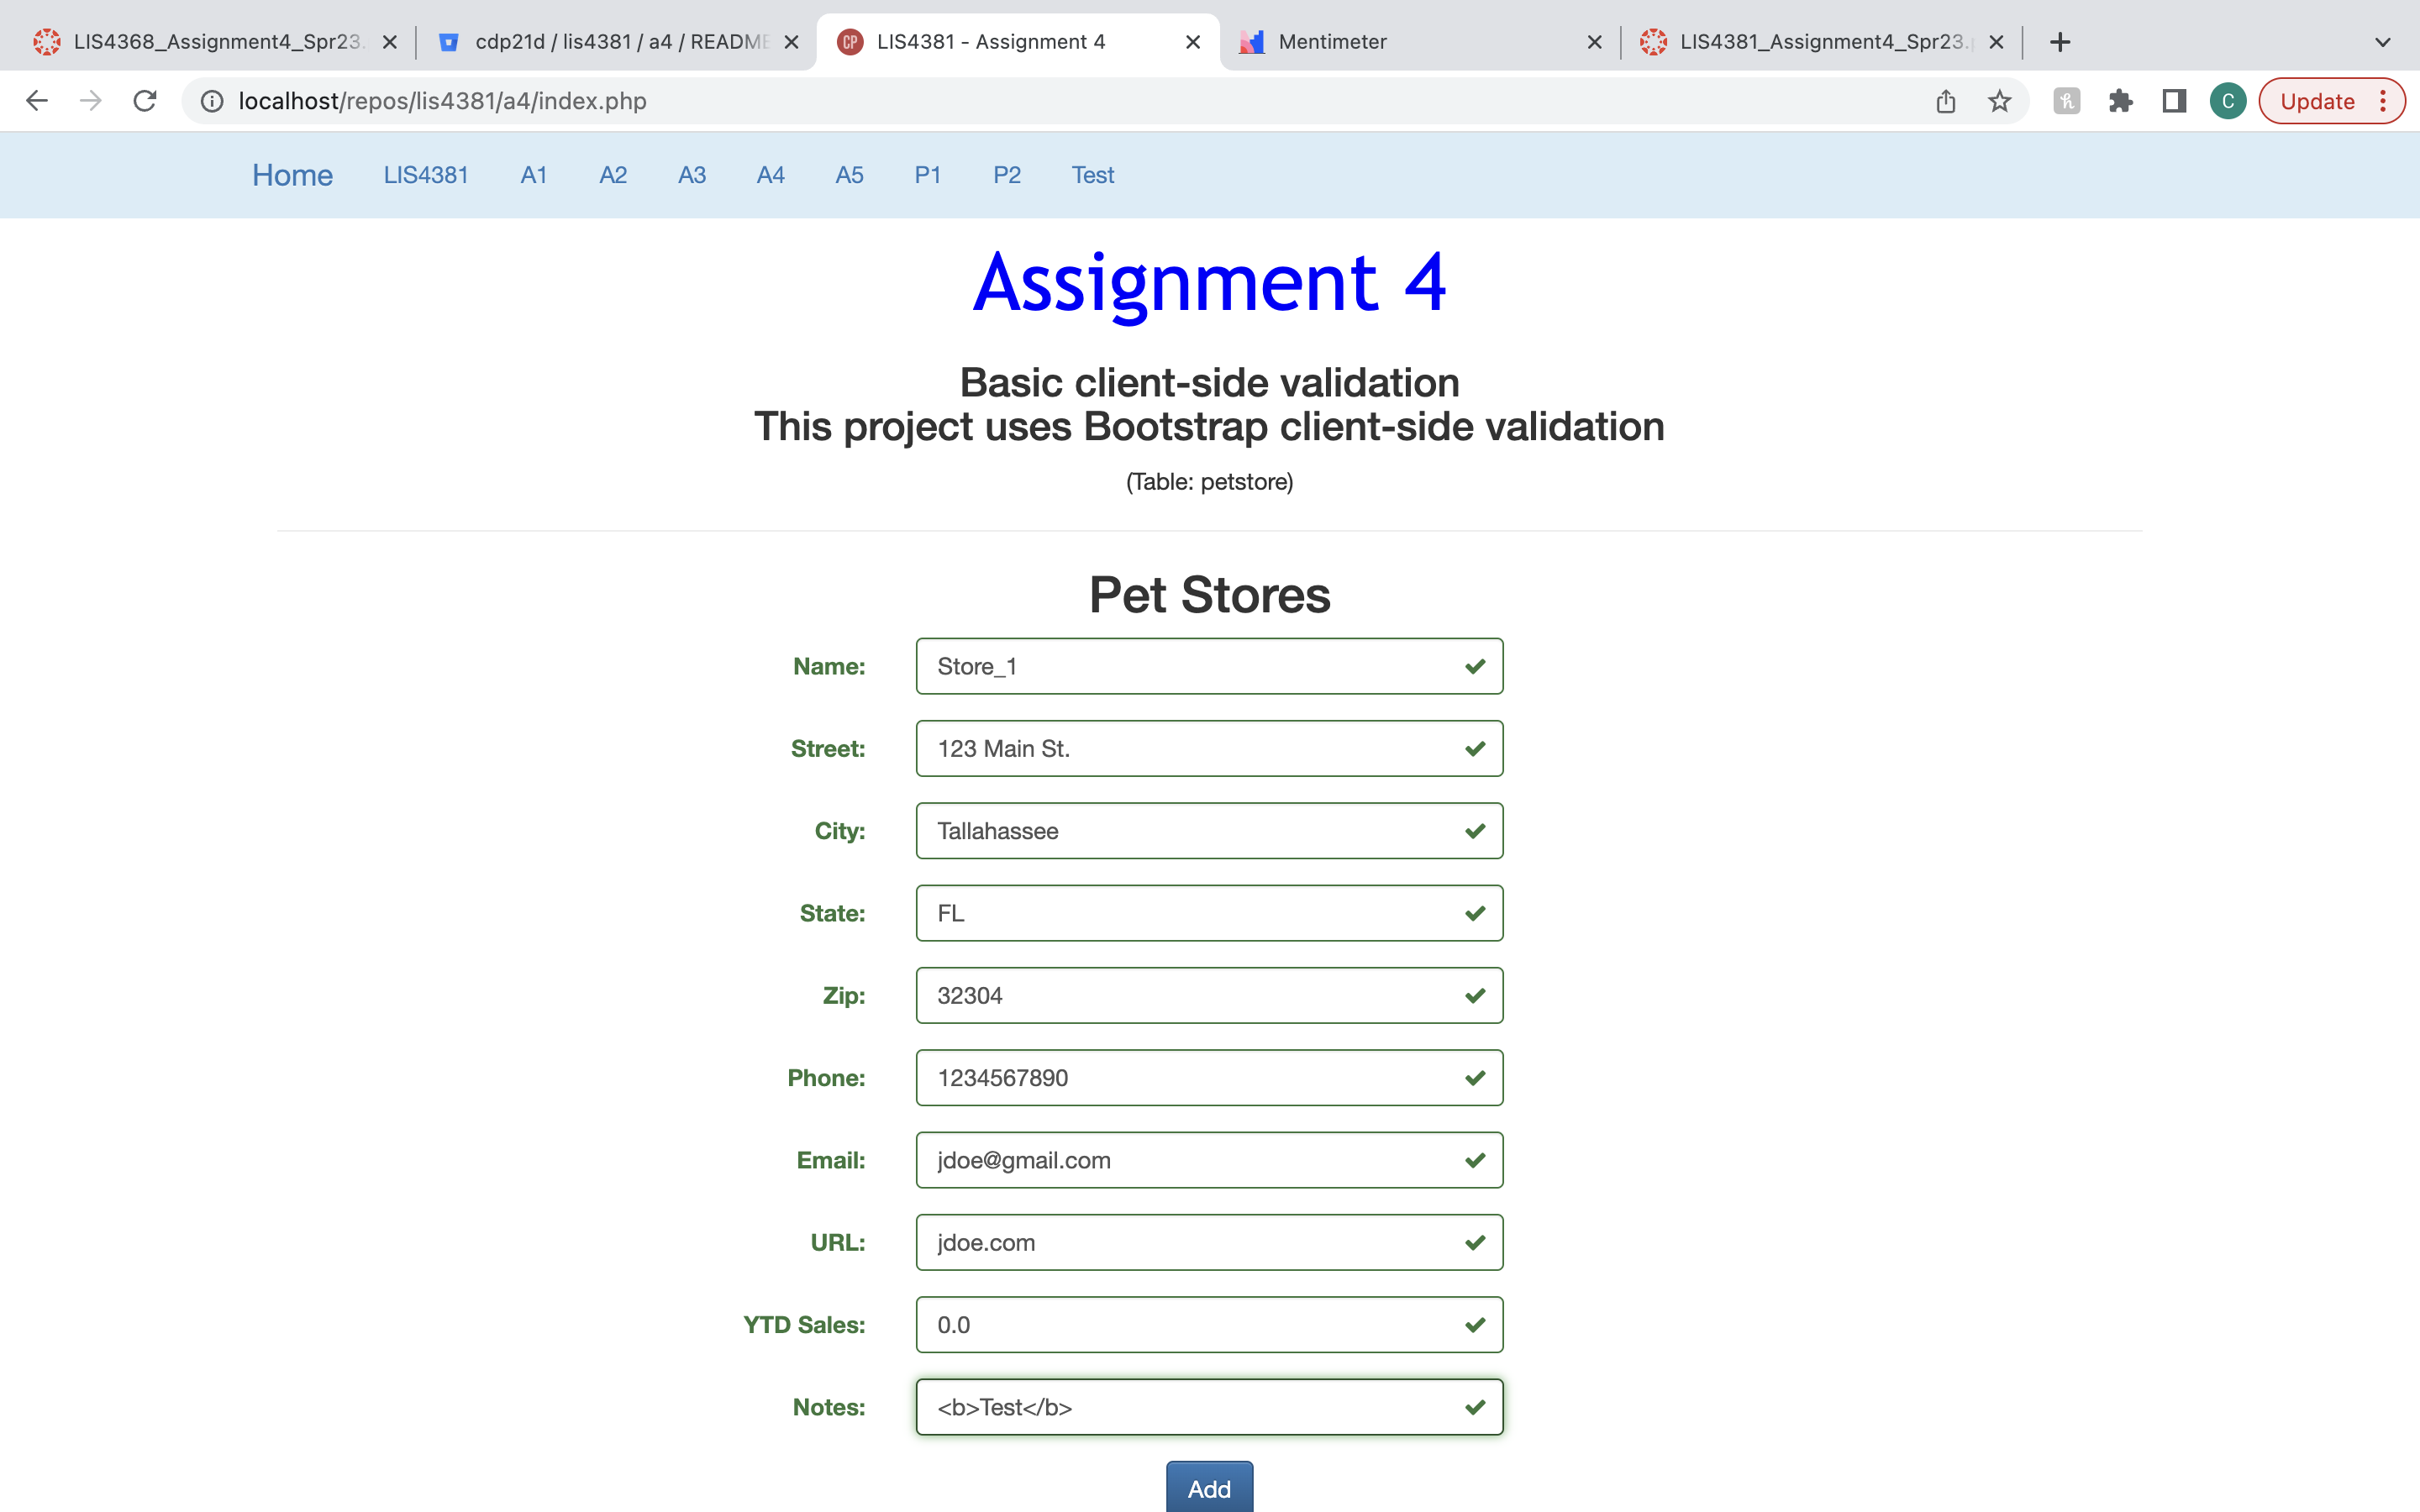 LIS4368_Assignment4_Spr23.
cdp21d / lis4381 / a4 / README
CP
LIS4381 - Assignment 4
Mentimeter
LIS4381_Assignment4_Spr23.
localhost/repos/lis4381/a4/index.php
C
Update
Home LIS4381 A1 A2 A3 A4 A5 P1 P2 Test
Assignment 4
Basic client-side validation
This project uses Bootstrap client-side validation
(Table: petstore)
Pet Stores
Name: Store_1
Street: 123 Main St.
City: Tallahassee
State: FL
Zip: 32304
Phone: 1234567890
Email: jdoe@gmail.com
URL: jdoe.com
YTD Sales: 0.0
Notes: <b>Test</b>
Add